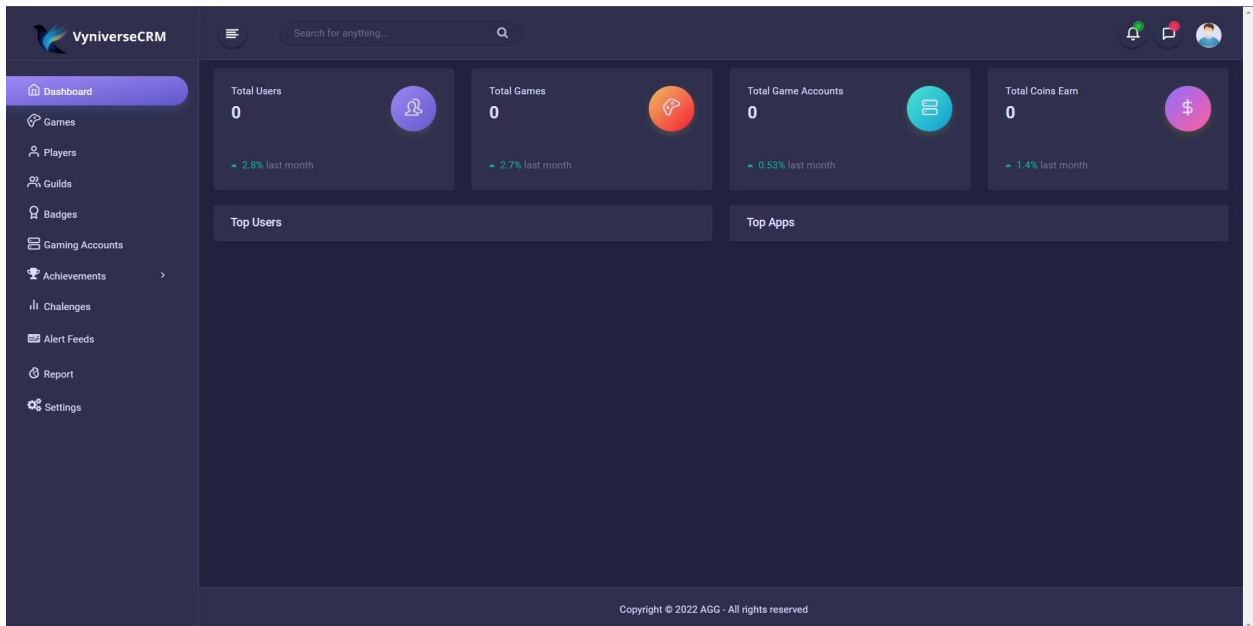 VyniverseCRM
Search for anything...
Dashboard
Games
Players
Guilds
Badges
Gaming Accounts
Achievements
Chalenges
Alert Feeds
Report
Settings
Total Users
0
2.8% last month
Total Games
0
2.7% last month
Total Game Accounts
0
0.53% last month
Total Coins Earn
0
$
1.4% last month
Top Users
Top Apps
Copyright © 2022 AGG - All rights reserved